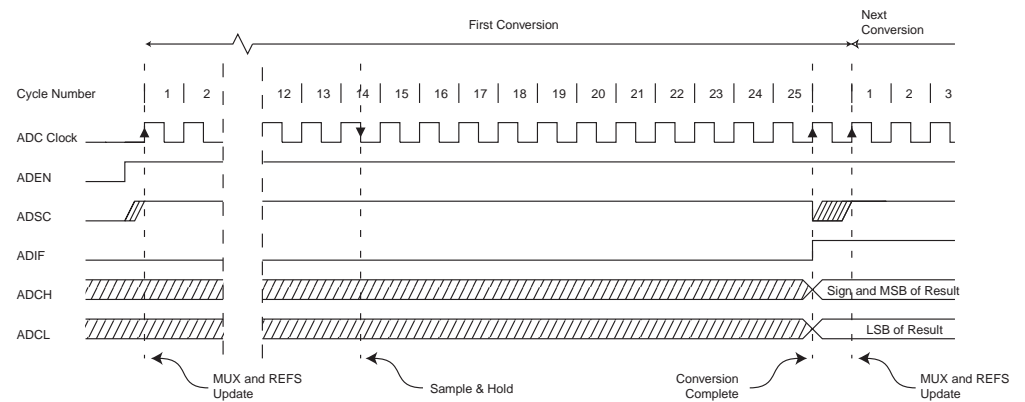 First Conversion
Next
Conversion
Cycle Number 1 2 12 13 14 15 16 17 18 19 20 21 22 23 24 25 1 2 3
ADC Clock
ADEN
ADSC
ADIF
ADCH Sign and MSB of Result
ADCL LSB of Result
MUX and REFS
Update
Sample & Hold
Conversion
Complete
MUX and REFS
Update